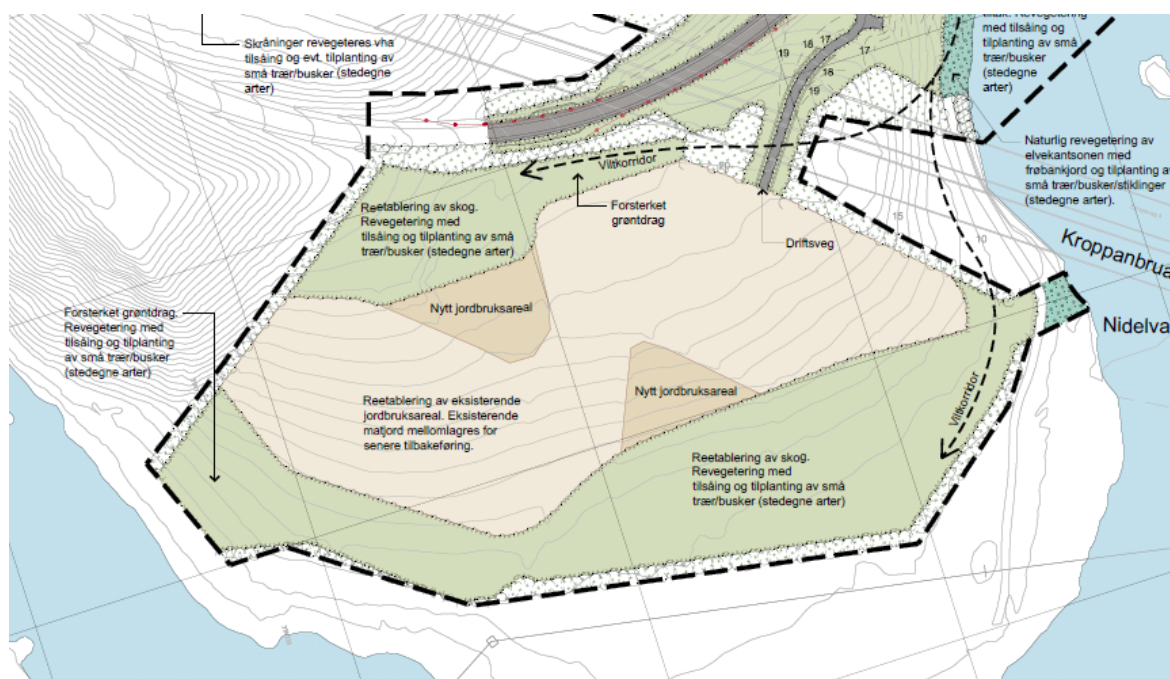 tiltak. Revegetering
med tilsåing og
tilplanting av små
trær/busker
(stedegne
arter)
Skråninger revegeteres vha
tilsåing og evt. tilplanting av
små trær/busker (stedegne
arter)
19
18
17
17
18
19
Naturlig revegetering av
elvekantsonen med
frøbankjord og tilplanting av
små trær/busker/stiklinger
(stedegne arter).
Viltkorridor
Reetablering av skog.
Revegetering med
tilsåing og tilplanting av små
trær/busker (stedegne arter)
Forsterket
grøntdrag
Driftsveg
15
10
Kroppanbrua
Nidelva
Forsterket grøntdrag.
Revegetering med
tilsåing og tilplanting
av små trær/busker
(stedegne arter)
Nytt jordbruksareal
Nytt jordbruksareal
Reetablering av eksisterende
jordbruksareal. Eksisterende
matjord mellomlagres for
senere tilbakeføring.
Viltkorridor
Reetablering av skog.
Revegetering med
tilsåing og tilplanting av små
trær/busker (stedegne arter)